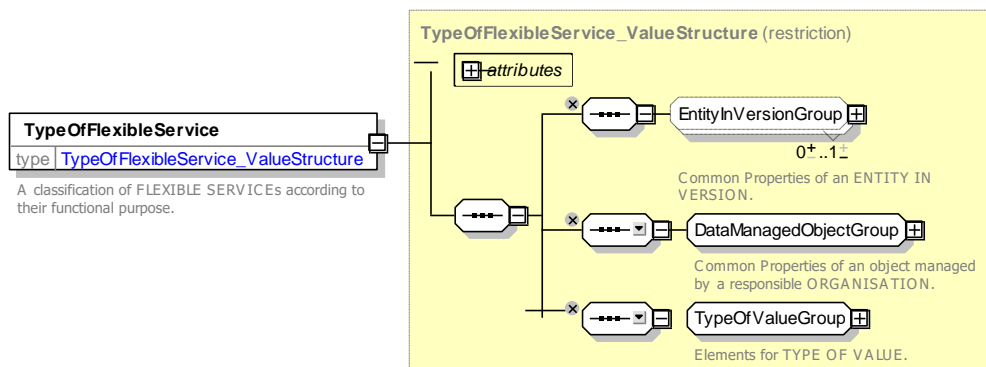 TypeOfFlexibleService_ValueStructure (restriction)
attributes
TypeOfFlexibleService
type TypeOfFlexibleService_ValueStructure
A classification of FLEXIBLE SERVICEs according to
their functional purpose.
EntityInVersionGroup
0..1
Common Properties of an ENTITY IN
VERSION.
DataManagedObjectGroup
Common Properties of an object managed
by a responsible ORGANISATION.
TypeOfValueGroup
Elements for TYPE OF VALUE.